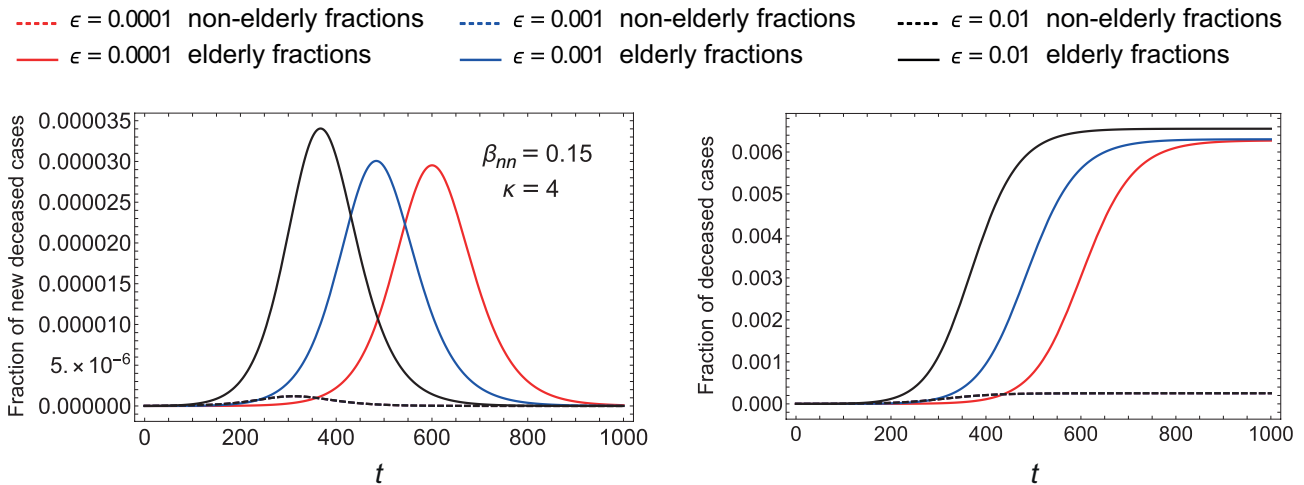 ϵ = 0.0001 non-elderly fractions ϵ = 0.001 non-elderly fractions ϵ = 0.01 non-elderly fractions
ϵ = 0.0001 elderly fractions ϵ = 0.001 elderly fractions ϵ = 0.01 elderly fractions
Fraction of new deceased cases
0.000035
0.000030
0.000025
0.000020
0.000015
0.000010
5. × 10⁻⁶
0.000000
β_nn = 0.15
κ = 4
0 200 400 600 800 1000
t
Fraction of deceased cases
0.006
0.005
0.004
0.003
0.002
0.001
0.000
0 200 400 600 800 1000
t